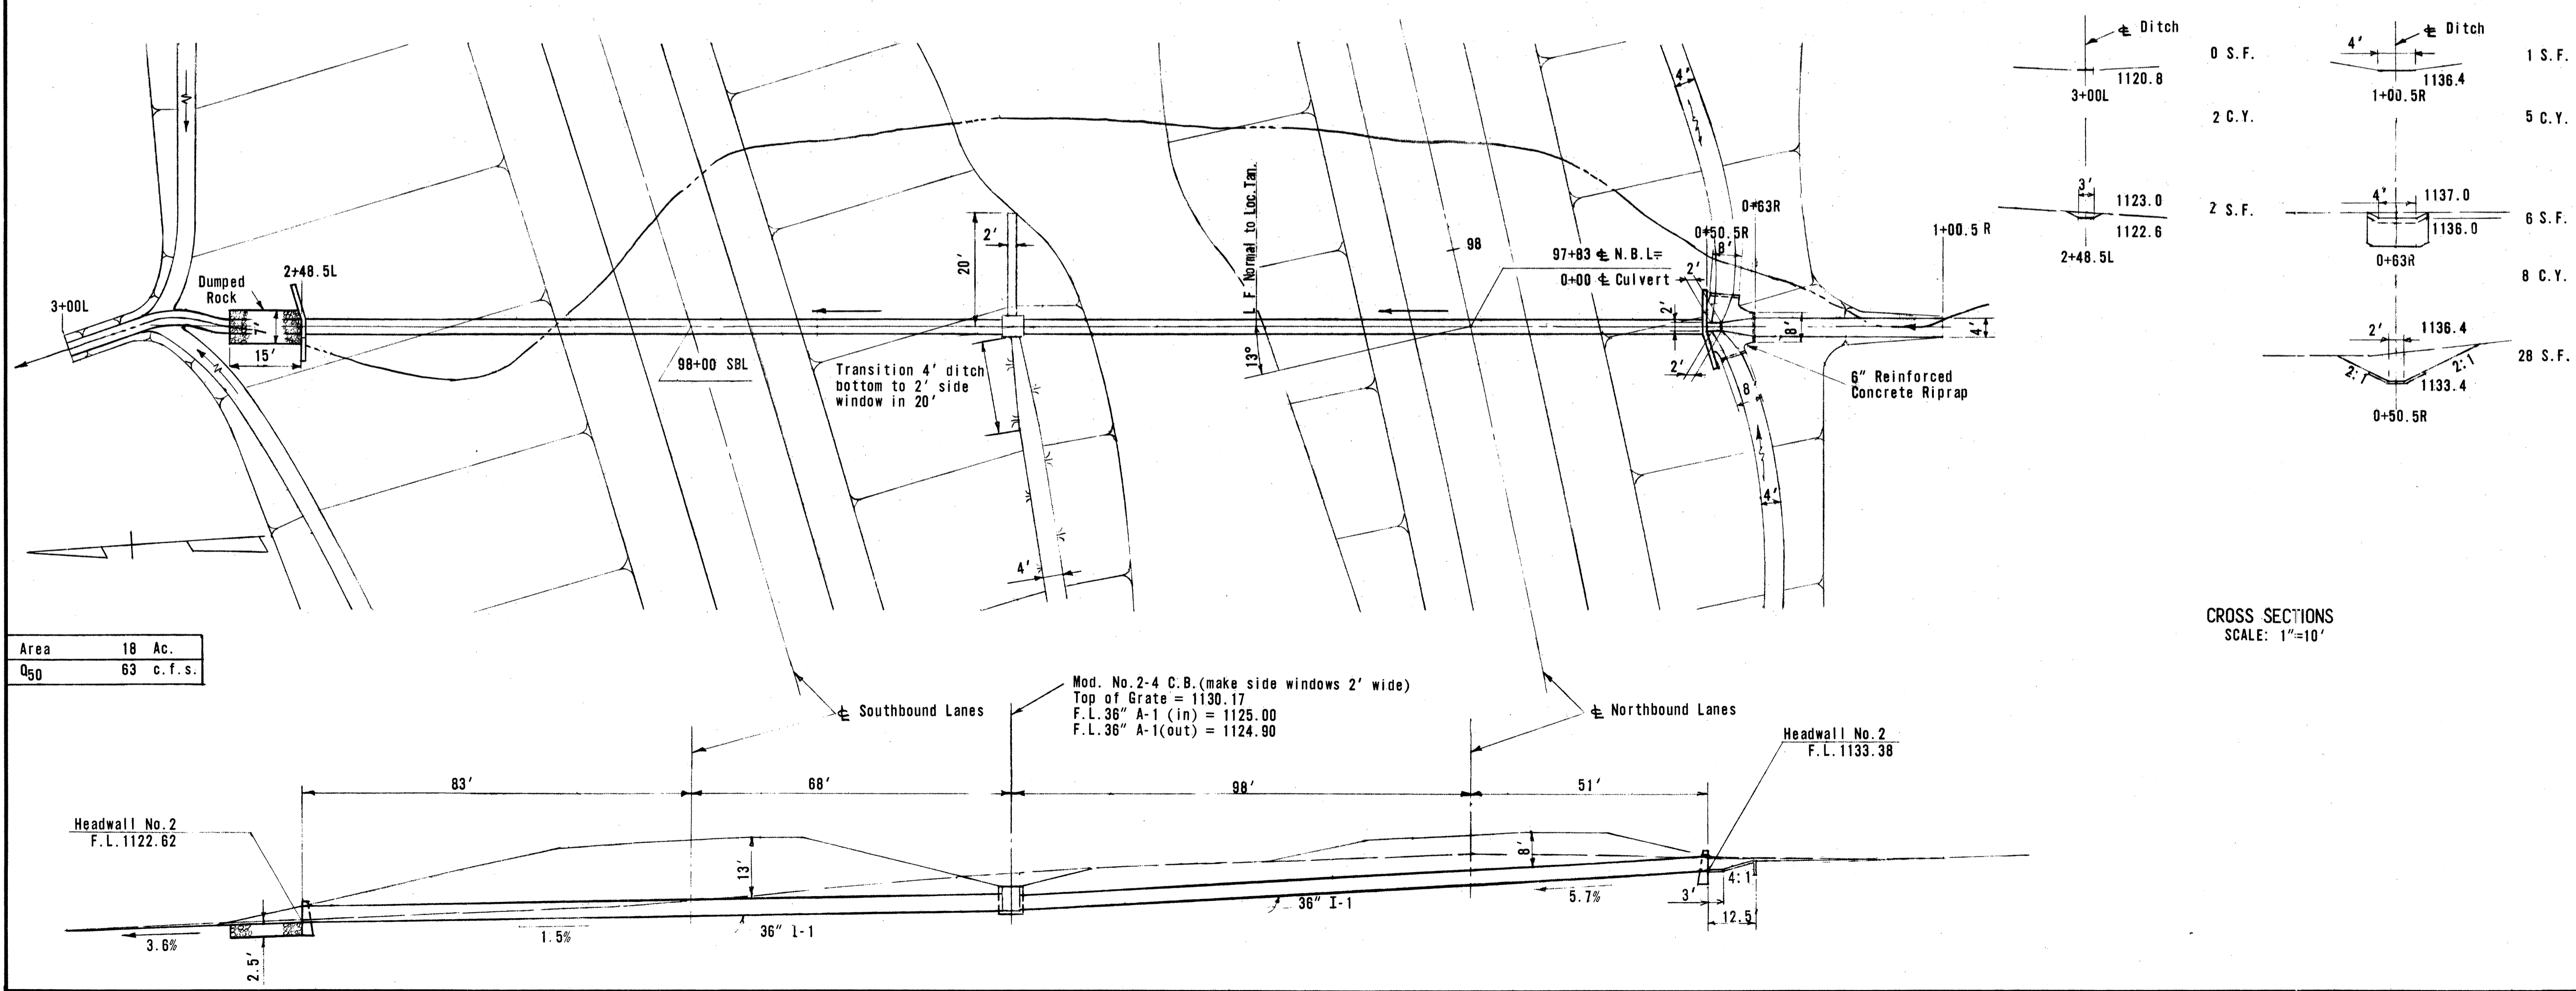 3+00L
Dumped
Rock
2+48.5L
7'
15'
98+00 SBL
20'
2'
Transition 4' ditch
bottom to 2' side
window in 20'
4'
L F Normal to Loc.Tan.
13°
98
97+83 ℄ N.B.L=
0+00 ℄ Culvert
4'
0+63R
0+50.5R
8'
2'
2'
2'
8'
8'
4'
1+00.5 R
4'
6" Reinforced
Concrete Riprap
℄ Ditch
1120.8
3+00L
0 S.F.
2 C.Y.
3'
1123.0
1122.6
2+48.5L
2 S.F.
℄ Ditch
4'
1136.4
1+00.5R
1 S.F.
5 C.Y.
4'
1137.0
1136.0
0+63R
6 S.F.
8 C.Y.
2'
1136.4
2:1
2:1
1133.4
0+50.5R
28 S.F.
CROSS SECTIONS
SCALE: 1"=10'
Area 18 Ac.
Q50 63 c.f.s.
℄ Southbound Lanes
Mod. No.2-4 C.B.(make side windows 2' wide)
Top of Grate = 1130.17
F.L.36" A-1 (in) = 1125.00
F.L.36" A-1(out) = 1124.90
℄ Northbound Lanes
Headwall No.2
F.L.1133.38
83'
68'
98'
51'
Headwall No.2
F.L.1122.62
13'
8'
3.6%
2.5'
1.5%
36" I-1
36" I-1
5.7%
3'
4:1
12.5'